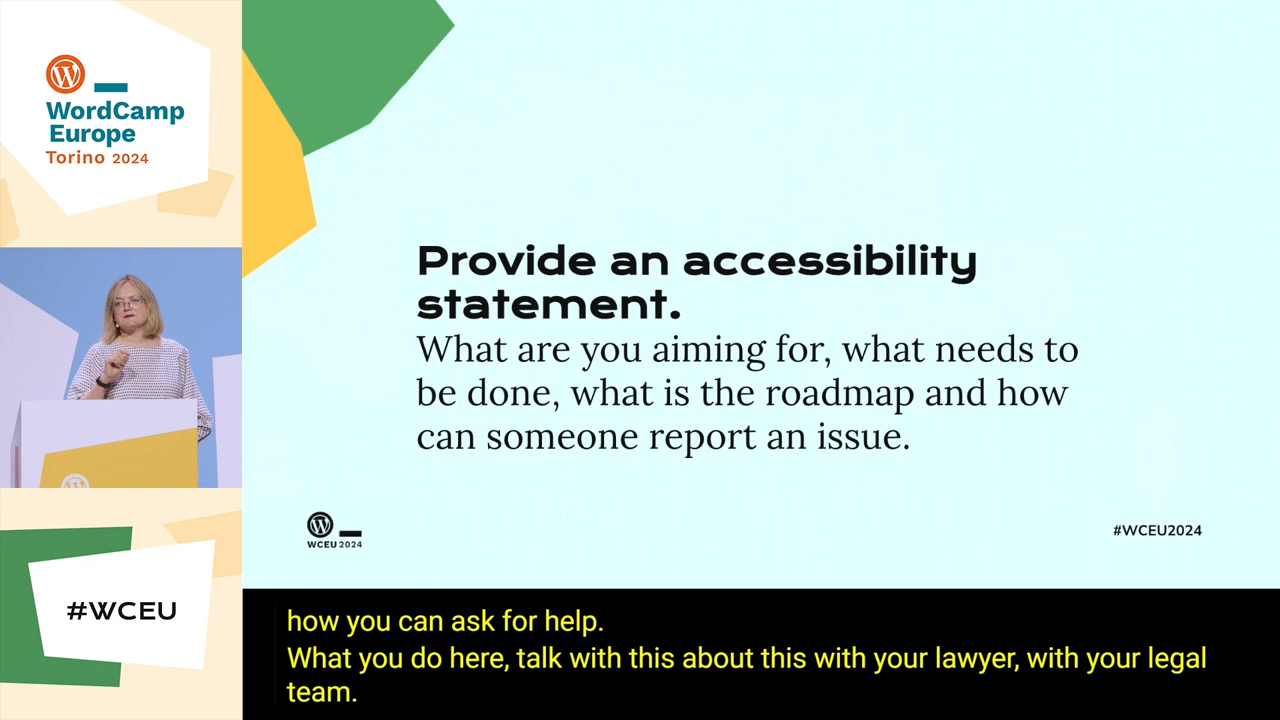 WordCamp
Europe
Torino 2024
#WCEU
Provide an accessibility
statement.
What are you aiming for, what needs to
be done, what is the roadmap and how
can someone report an issue.
WCEU 2024
#WCEU2024
how you can ask for help.
What you do here, talk with this about this with your lawyer, with your legal
team.